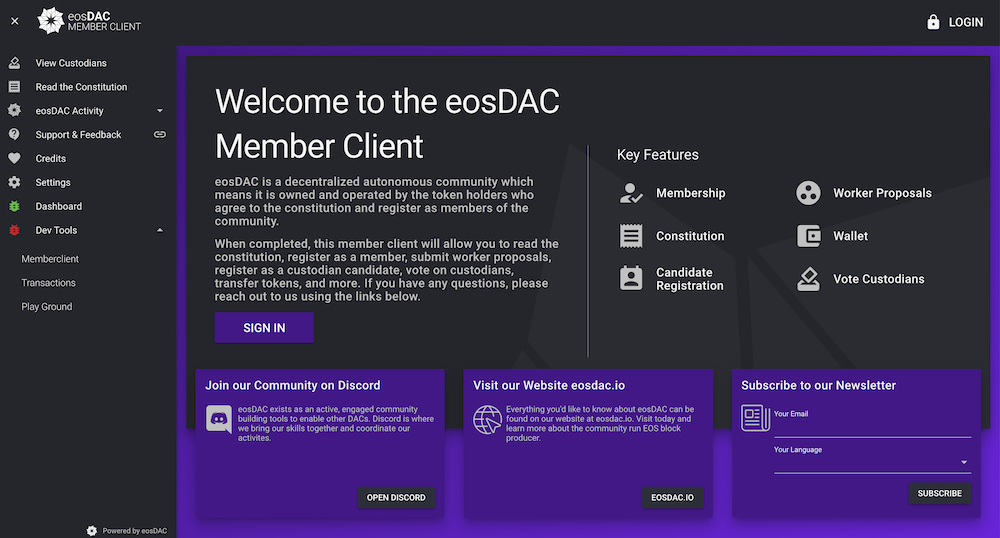 eosDAC
MEMBER CLIENT
LOGIN
View Custodians
Read the Constitution
eosDAC Activity
Support & Feedback
Credits
Settings
Dashboard
Dev Tools
Memberclient
Transactions
Play Ground
Powered by eosDAC
Welcome to the eosDAC
Member Client
eosDAC is a decentralized autonomous community which
means it is owned and operated by the token holders who
agree to the constitution and register as members of the
community.
When completed, this member client will allow you to read the
constitution, register as a member, submit worker proposals,
register as a custodian candidate, vote on custodians,
transfer tokens, and more. If you have any questions, please
reach out to us using the links below.
SIGN IN
Key Features
Membership
Worker Proposals
Constitution
Wallet
Candidate
Registration
Vote Custodians
Join our Community on Discord
eosDAC exists as an active, engaged community
building tools to enable other DACs. Discord is where
we bring our skills together and coordinate our
activites.
OPEN DISCORD
Visit our Website eosdac.io
Everything you'd like to know about eosDAC can be
found on our website at eosdac.io. Visit today and
learn more about the community run EOS block
producer.
EOSDAC.IO
Subscribe to our Newsletter
Your Email
Your Language
SUBSCRIBE